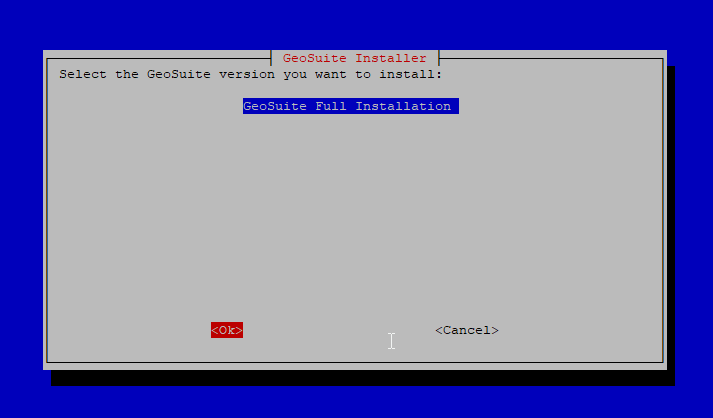 GeoSuite Installer
Select the GeoSuite version you want to install:
GeoSuite Full Installation
<Ok> <Cancel>